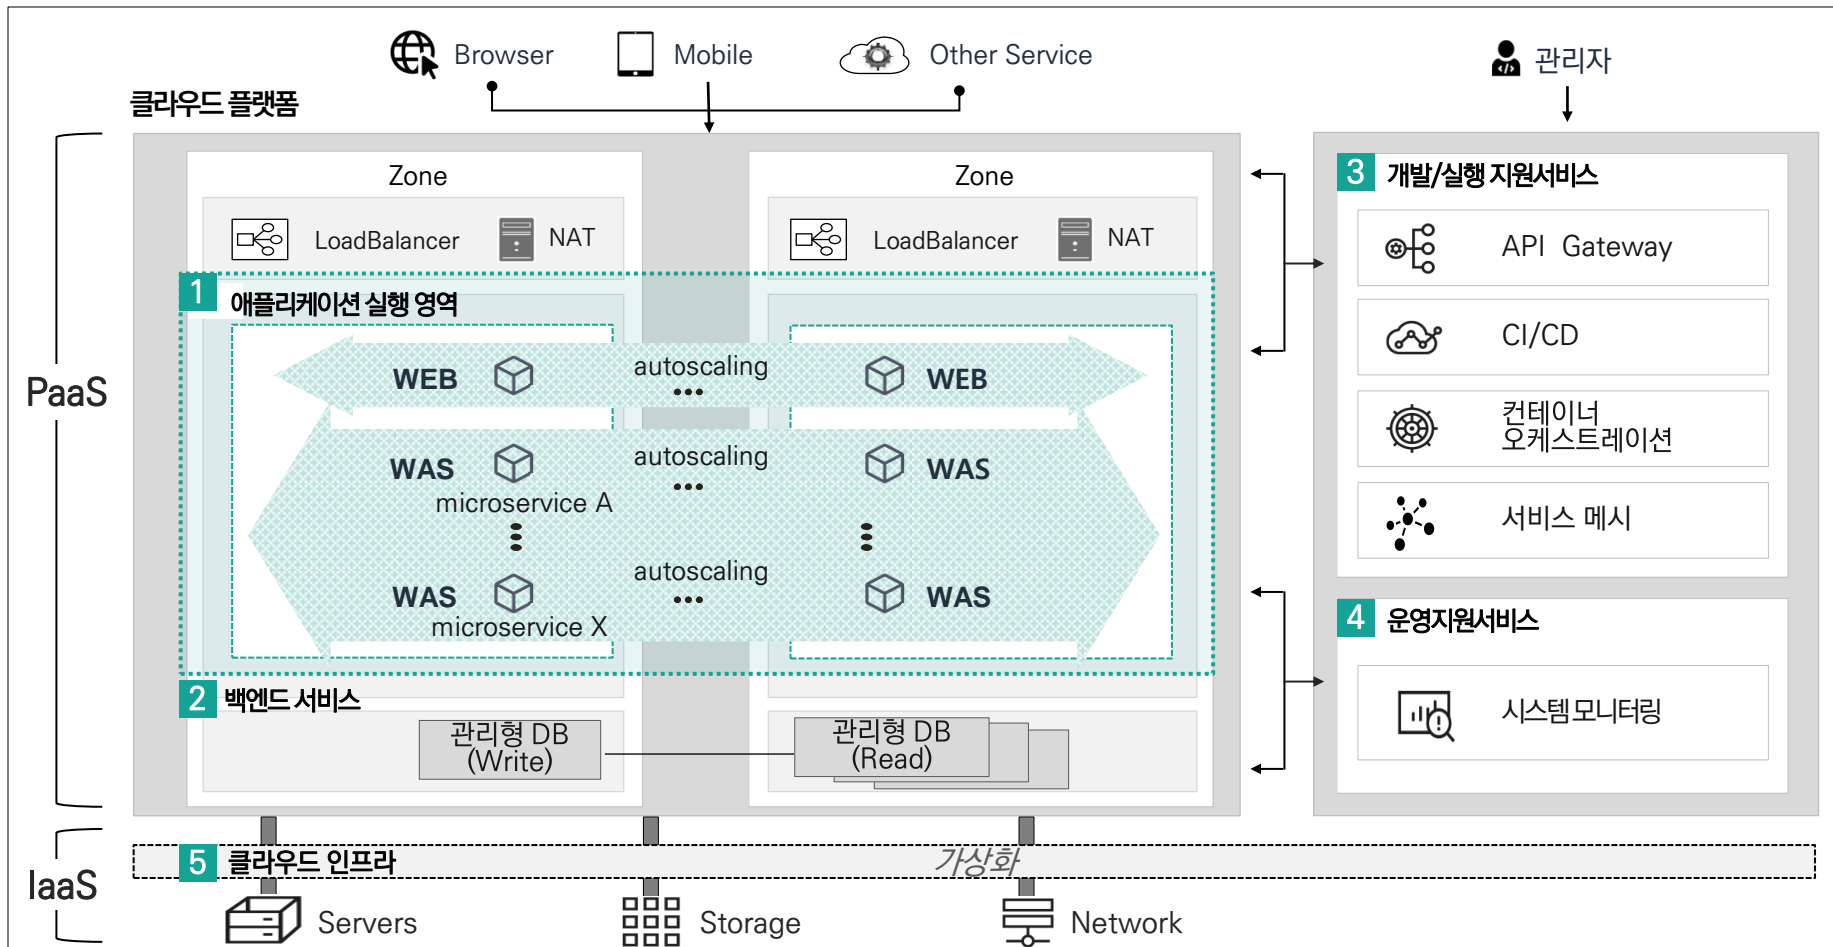 Browser
Mobile
Other Service
관리자
클라우드 플랫폼
PaaS
Zone
LoadBalancer
NAT
Zone
LoadBalancer
NAT
1
애플리케이션 실행 영역
WEB
autoscaling
•••
WEB
WAS
autoscaling
•••
WAS
microservice A
WAS
autoscaling
•••
WAS
microservice X
2
백엔드 서비스
관리형 DB
(Write)
관리형 DB
(Read)
3
개발/실행 지원서비스
API Gateway
CI/CD
컨테이너
오케스트레이션
서비스 메시
4
운영지원서비스
시스템 모니터링
IaaS
5
클라우드 인프라
가상화
Servers
Storage
Network